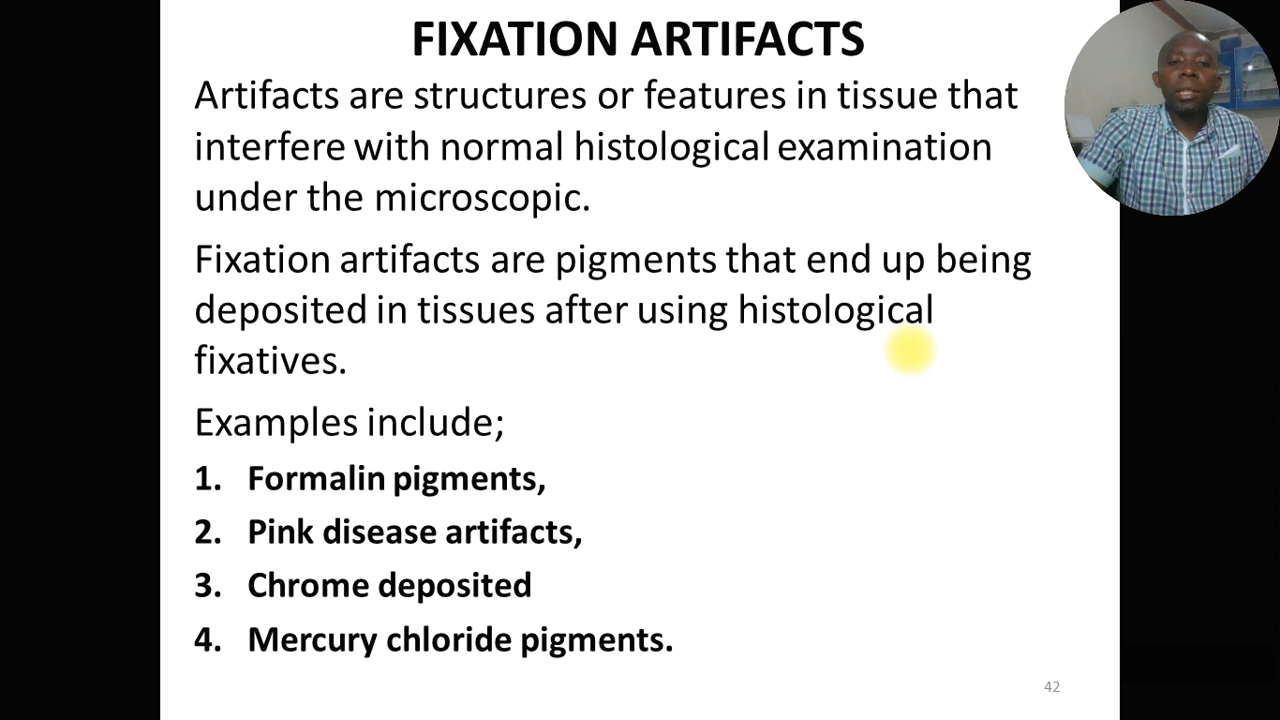 FIXATION ARTIFACTS
Artifacts are structures or features in tissue that
interfere with normal histological examination
under the microscopic.
Fixation artifacts are pigments that end up being
deposited in tissues after using histological
fixatives.
Examples include;
1. Formalin pigments,
2. Pink disease artifacts,
3. Chrome deposited
4. Mercury chloride pigments.
42